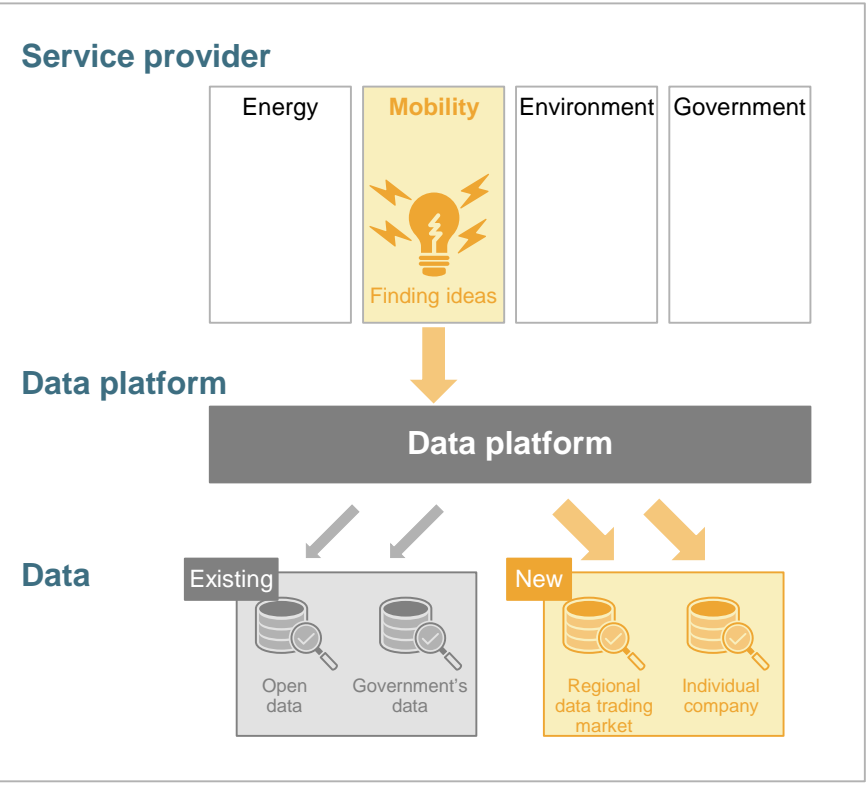 Service provider
Energy
Mobility
Environment
Government
Finding ideas
Data platform
Data platform
Data
Existing
New
Open
data
Government's
data
Regional
data trading
market
Individual
company